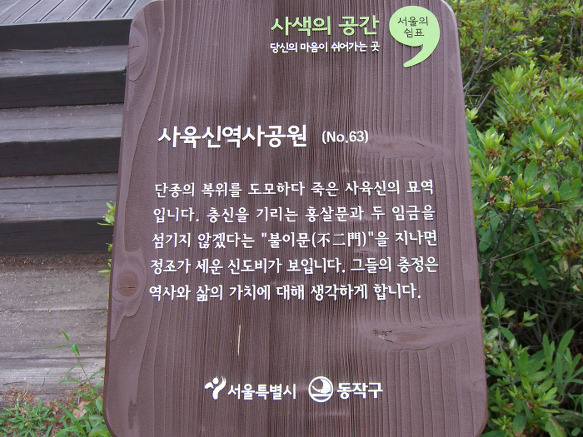 사색의 공간
당신의 마음이 쉬어가는 곳
서울의
쉼표
사육신역사공원 (No.63)
단종의 복위를 도모하다 죽은 사육신의 묘역
입니다. 충신을 기리는 홍살문과 두 임금을
섬기지 않겠다는 "불이문(不二門)"을 지나면
정조가 세운 신도비가 보입니다. 그들의 충정은
역사와 삶의 가치에 대해 생각하게 합니다.
서울특별시 동작구